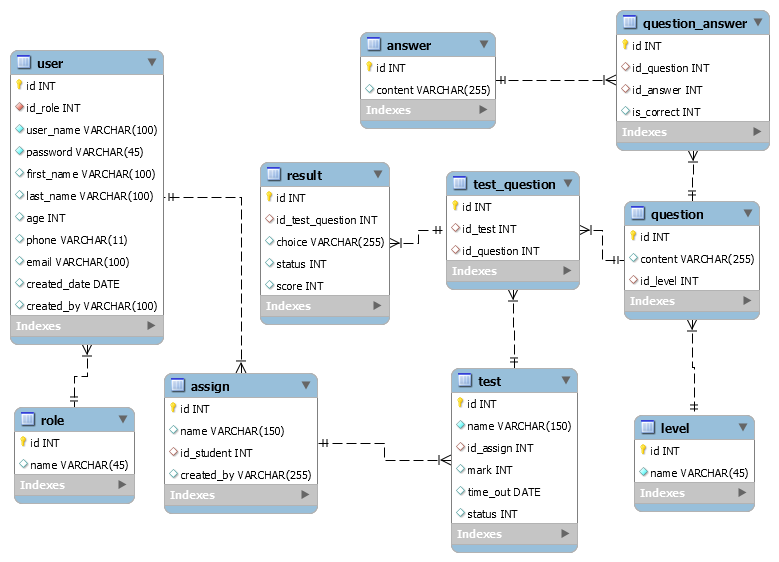 user
id INT
id_role INT
user_name VARCHAR(100)
password VARCHAR(45)
first_name VARCHAR(100)
last_name VARCHAR(100)
age INT
phone VARCHAR(11)
email VARCHAR(100)
created_date DATE
created_by VARCHAR(100)
Indexes
role
id INT
name VARCHAR(45)
Indexes
result
id INT
id_test_question INT
choice VARCHAR(255)
status INT
score INT
Indexes
assign
id INT
name VARCHAR(150)
id_student INT
created_by VARCHAR(255)
Indexes
answer
id INT
content VARCHAR(255)
Indexes
test_question
id INT
id_test INT
id_question INT
Indexes
test
id INT
name VARCHAR(150)
id_assign INT
mark INT
time_out DATE
status INT
Indexes
question_answer
id INT
id_question INT
id_answer INT
is_correct INT
Indexes
question
id INT
content VARCHAR(255)
id_level INT
Indexes
level
id INT
name VARCHAR(45)
Indexes